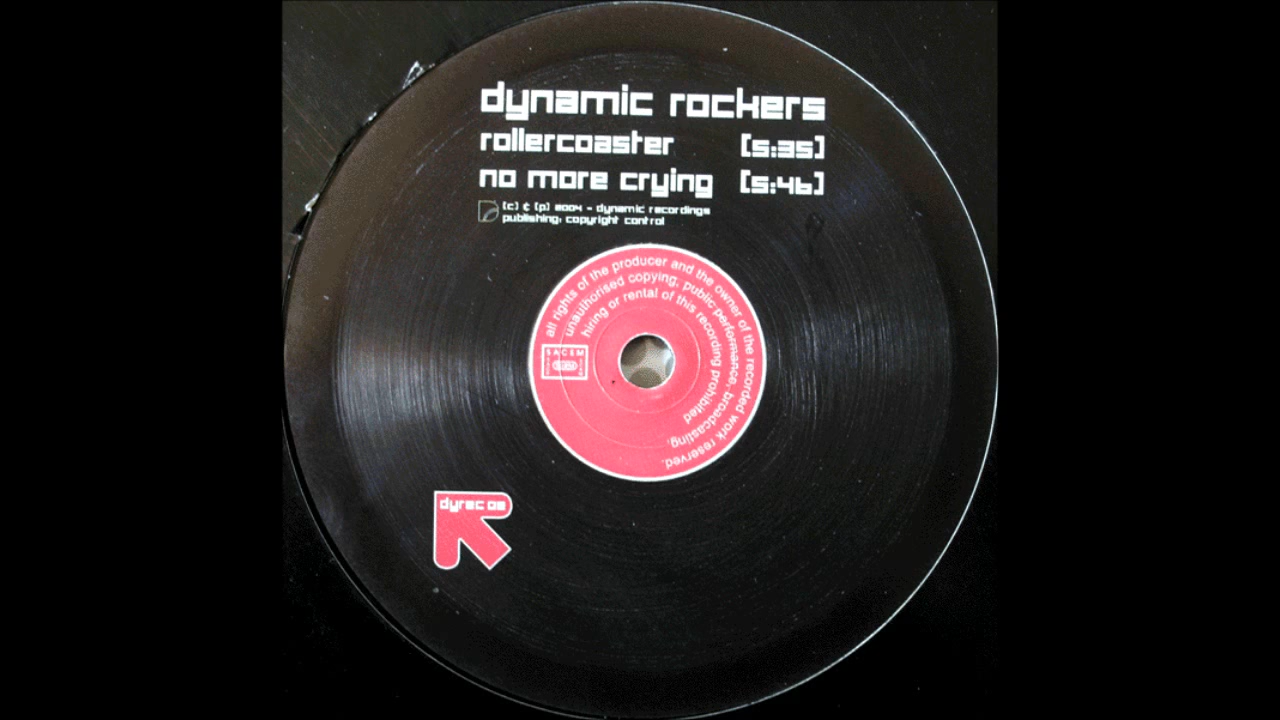 dynamic rockers
rollercoaster [5:35]
no more crying [5:46]
(c) & (p) 2004 - dynamic recordings
publishing: copyright control
all rights of the producer and the owner of the recorded work reserved.
unauthorised copying, public performance, broadcasting,
hiring or rental of this recording prohibited
SACEM